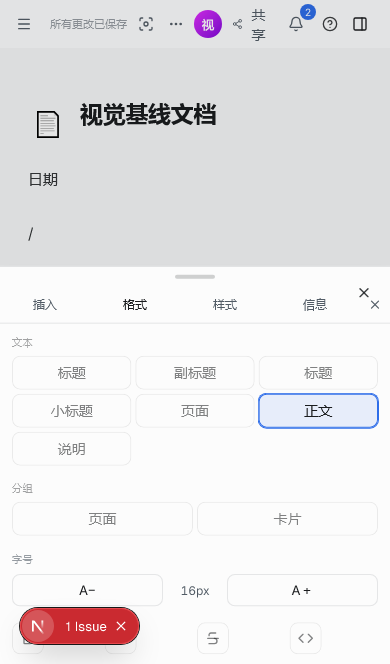 所有更改已保存
视
共享
2
视觉基线文档
日期
/
插入
格式
样式
信息
文本
标题
副标题
标题
小标题
页面
正文
说明
分组
页面
卡片
字号
A−
16px
A+
N
1 Issue
S